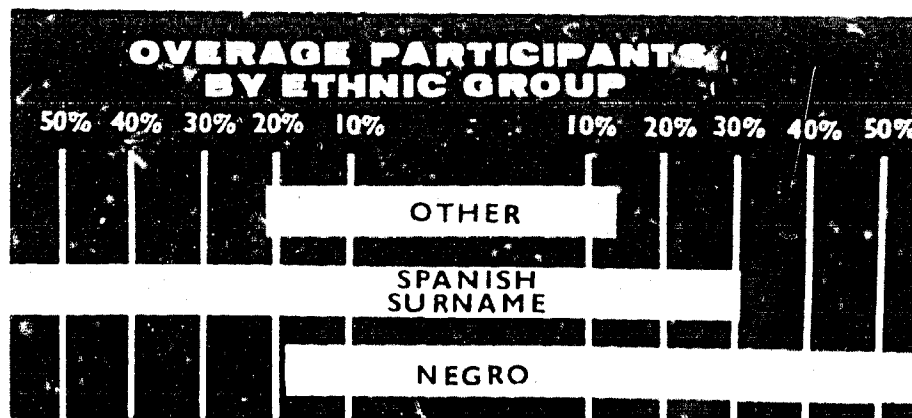 OVERAGE PARTICIPANTS
BY ETHNIC GROUP
50% 40% 30% 20% 10% 10% 20% 30% 40% 50%
OTHER
SPANISH
SURNAME
NEGRO